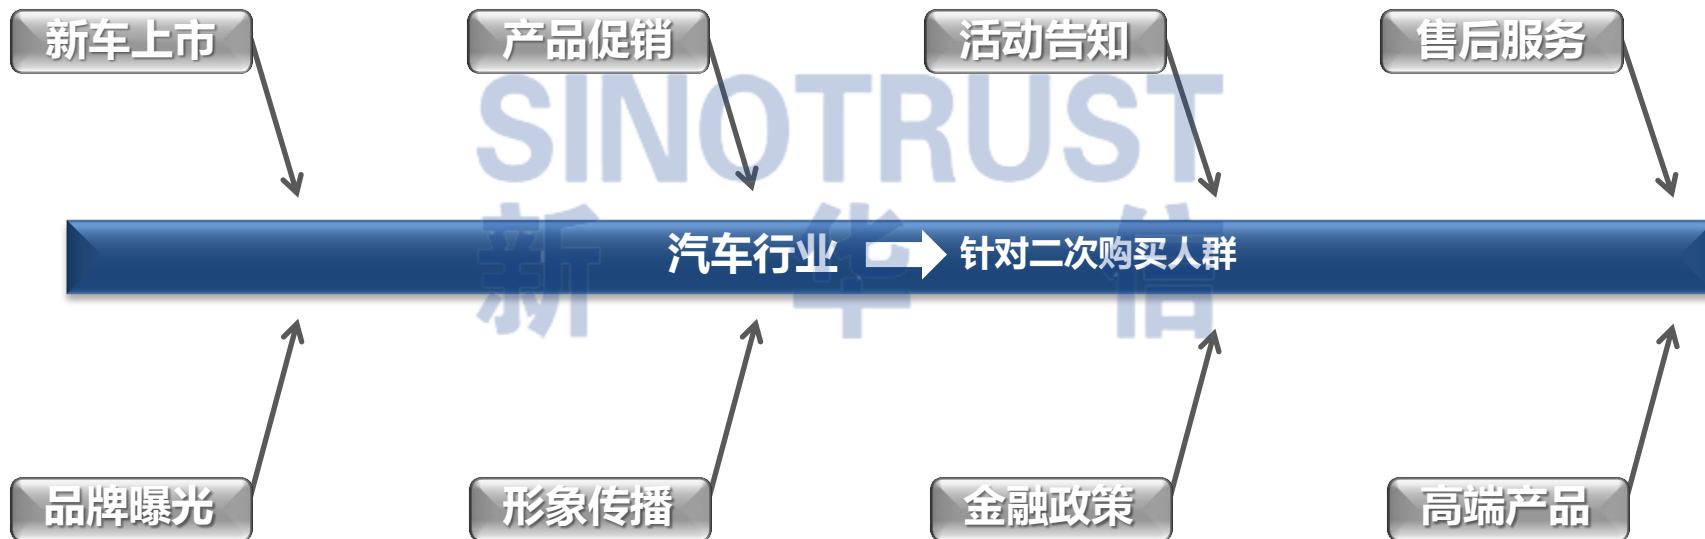 新车上市 产品促销 活动告知 售后服务
SINOTRUST
汽车行业 针对二次购买人群
新华信
品牌曝光 形象传播 金融政策 高端产品